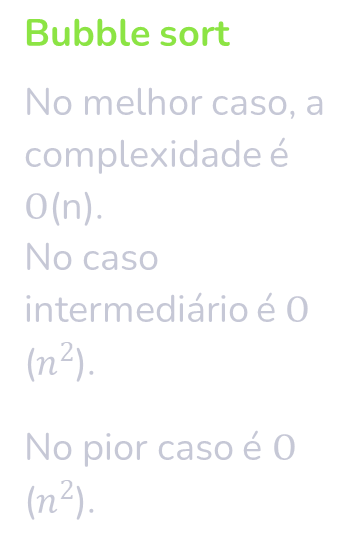 Bubble sort
No melhor caso, a
complexidade é
O(n).
No caso
intermediário é O
(n²).
No pior caso é O
(n²).